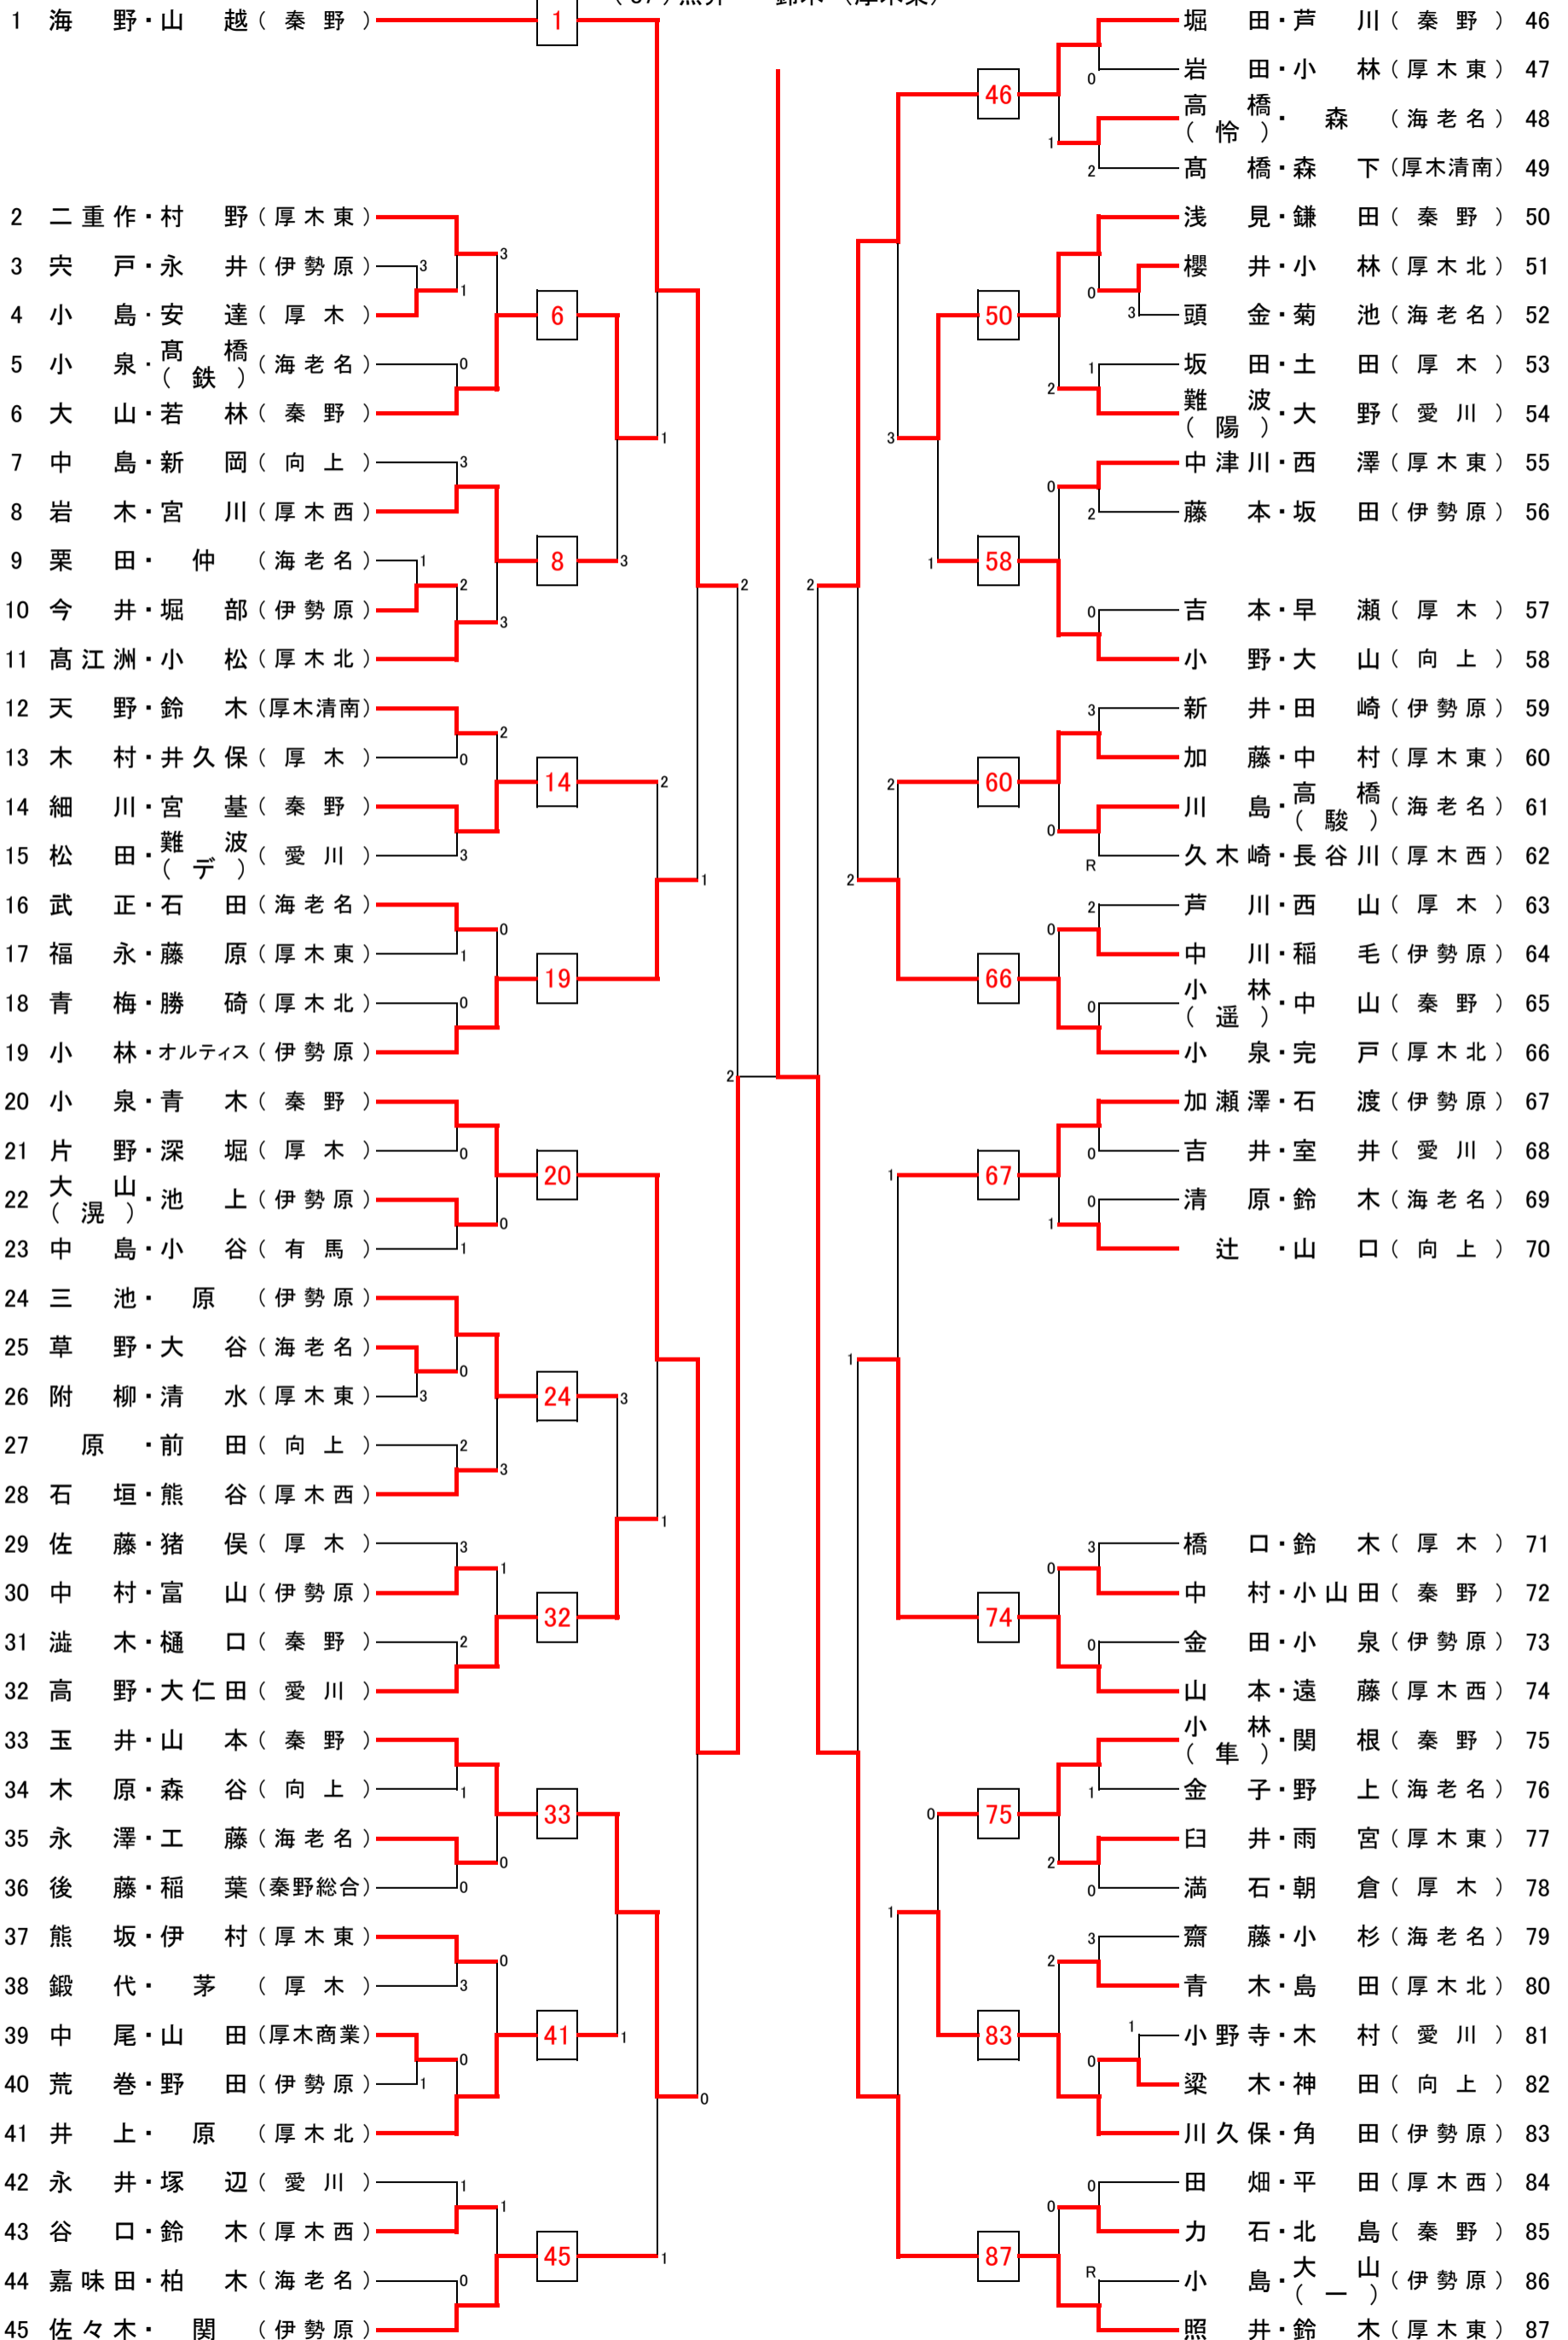 1 海野・山越（秦野）
2 二重作・村野（厚木東）
3 宍戸・永井（伊勢原）
4 小島・安達（厚木）
5 小泉・髙橋（鉄）（海老名）
6 大山・若林（秦野）
7 中島・新岡（向上）
8 岩木・宮川（厚木西）
9 栗田・仲（海老名）
10 今井・堀部（伊勢原）
11 髙江洲・小松（厚木北）
12 天野・鈴木（厚木清南）
13 木村・井久保（厚木）
14 細川・宮基（秦野）
15 松田・難波（デ）（愛川）
16 武正・石田（海老名）
17 福永・藤原（厚木東）
18 青梅・勝碕（厚木北）
19 小林・オルティス（伊勢原）
20 小泉・青木（秦野）
21 片野・深堀（厚木）
22 大山（滉）・池上（伊勢原）
23 中島・小谷（有馬）
24 三池・原（伊勢原）
25 草野・大谷（海老名）
26 附柳・清水（厚木東）
27 原・前田（向上）
28 石垣・熊谷（厚木西）
29 佐藤・猪俣（厚木）
30 中村・富山（伊勢原）
31 澁木・樋口（秦野）
32 高野・大仁田（愛川）
33 玉井・山本（秦野）
34 木原・森谷（向上）
35 永澤・工藤（海老名）
36 後藤・稲葉（秦野総合）
37 熊坂・伊村（厚木東）
38 鍛代・茅（厚木）
39 中尾・山田（厚木商業）
40 荒巻・野田（伊勢原）
41 井上・原（厚木北）
42 永井・塚辺（愛川）
43 谷口・鈴木（厚木西）
44 嘉味田・柏木（海老名）
45 佐々木・関（伊勢原）
1
6
8
14
19
20
24
32
33
41
45
46
50
58
60
66
67
74
75
83
87
堀田・芦川（秦野）46
岩田・小林（厚木東）47
高橋（怜）・森（海老名）48
髙橋・森下（厚木清南）49
浅見・鎌田（秦野）50
櫻井・小林（厚木北）51
頭金・菊池（海老名）52
坂田・土田（厚木）53
難波（陽）・大野（愛川）54
中津川・西澤（厚木東）55
藤本・坂田（伊勢原）56
吉本・早瀬（厚木）57
小野・大山（向上）58
新井・田崎（伊勢原）59
加藤・中村（厚木東）60
川島・高橋（駿）（海老名）61
久木崎・長谷川（厚木西）62
芦川・西山（厚木）63
中川・稲毛（伊勢原）64
小林（遥）・中山（秦野）65
小泉・完戸（厚木北）66
加瀬澤・石渡（伊勢原）67
吉井・室井（愛川）68
清原・鈴木（海老名）69
辻・山口（向上）70
橋口・鈴木（厚木）71
中村・小山田（秦野）72
金田・小泉（伊勢原）73
山本・遠藤（厚木西）74
小林（隼）・関根（秦野）75
金子・野上（海老名）76
臼井・雨宮（厚木東）77
満石・朝倉（厚木）78
齋藤・小杉（海老名）79
青木・島田（厚木北）80
小野寺・木村（愛川）81
梁木・神田（向上）82
川久保・角田（伊勢原）83
田畑・平田（厚木西）84
力石・北島（秦野）85
小島・大山（一）（伊勢原）86
照井・鈴木（厚木東）87